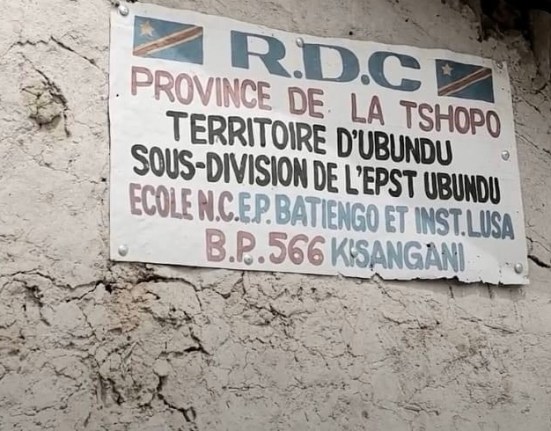 R.D.C
PROVINCE DE LA TSHOPO
TERRITOIRE D'UBUNDU
SOUS-DIVISION DE L'EPST UBUNDU
ECOLE N.C.E.P. BATIENGO ET INST.LUSA
B.P. 566 KISANGANI